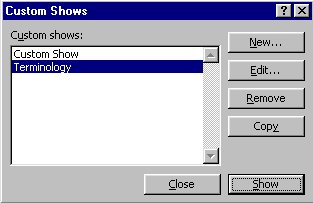 Custom Shows
Custom shows:
Custom Show
Terminology
New...
Edit...
Remove
Copy
Close
Show